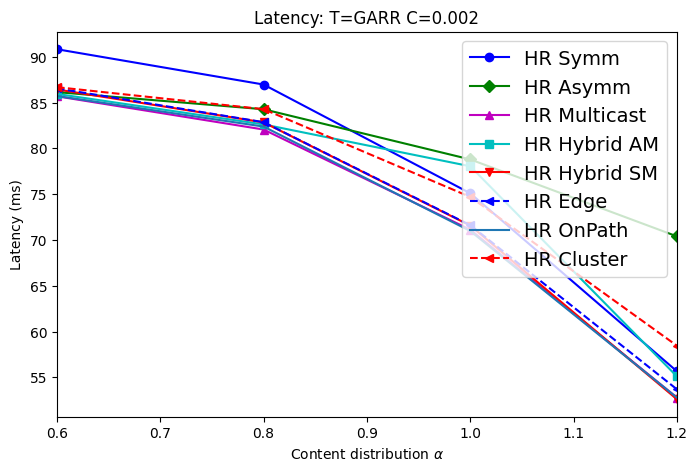 Latency: T=GARR C=0.002
90
85
80
75
70
65
60
55
Latency (ms)
HR Symm
HR Asymm
HR Multicast
HR Hybrid AM
HR Hybrid SM
HR Edge
HR OnPath
HR Cluster
0.6 0.7 0.8 0.9 1.0 1.1 1.2
Content distribution α